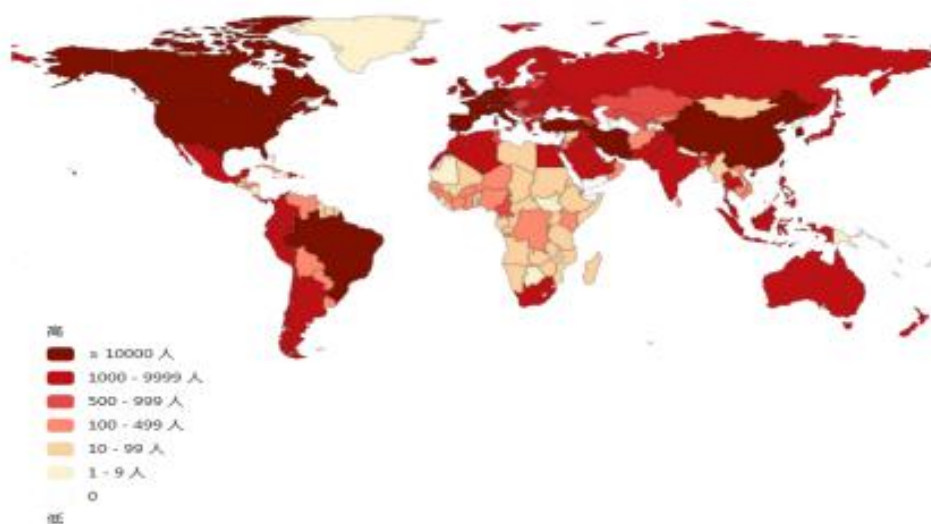 高
≥ 10000 人
1000 - 9999 人
500 - 999 人
100 - 499 人
10 - 99 人
1 - 9 人
0
低